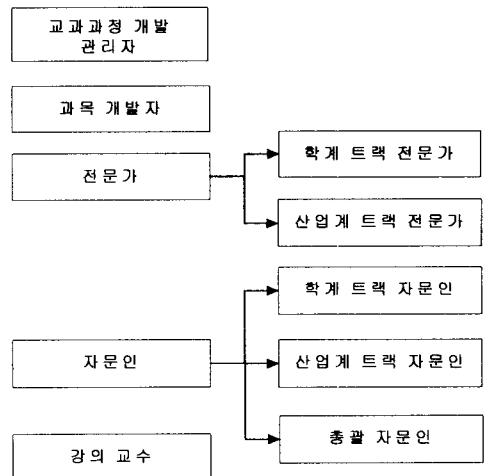 교과과정 개발
관리자
과목 개발자
전문가
학계 트랙 전문가
산업계 트랙 전문가
자문인
학계 트랙 자문인
산업계 트랙 자문인
총괄 자문인
강의 교수